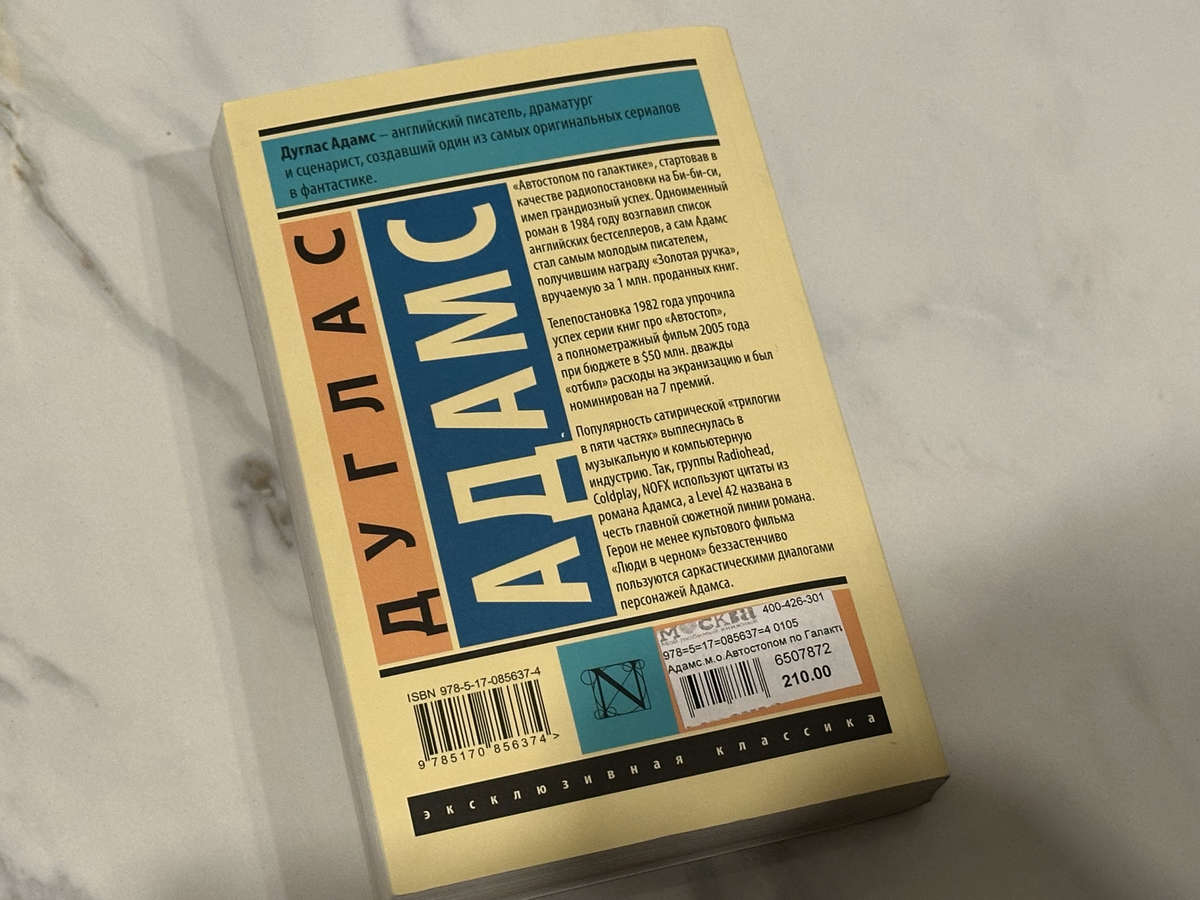 Дуглас Адамс – английский писатель, драматург
и сценарист, создавший один из самых оригинальных сериалов
в фантастике.
ДУГЛАС
АДАМС
«Автостопом по галактике», стартовав в
качестве радиопостановки на Би-би-си,
имел грандиозный успех. Одноименный
роман в 1984 году возглавил список
английских бестселлеров, а сам Адамс
стал самым молодым писателем,
получившим награду «Золотая ручка»,
вручаемую за 1 млн. проданных книг.
Телепостановка 1982 года упрочила
успех серии книг про «Автостоп»,
а полнометражный фильм 2005 года
при бюджете в $50 млн. дважды
«отбил» расходы на экранизацию и был
номинирован на 7 премий.
Популярность сатирической «трилогии
в пяти частях» выплеснулась в
музыкальную и компьютерную
индустрию. Так, группы Radiohead,
Coldplay, NOFX используют цитаты из
романа Адамса, а Level 42 названа в
честь главной сюжетной линии романа.
Герои не менее культового фильма
«Люди в черном» беззастенчиво
пользуются саркастическими диалогами
персонажей Адамса.
ISBN 978-5-17-085637-4
9 785170 856374 >
N
МОСКВА 400-426-301
978=5=17=085637=4 0105
Адамс.м.о.Автостопом по Галакти
6507872
210.00
эксклюзивная классика